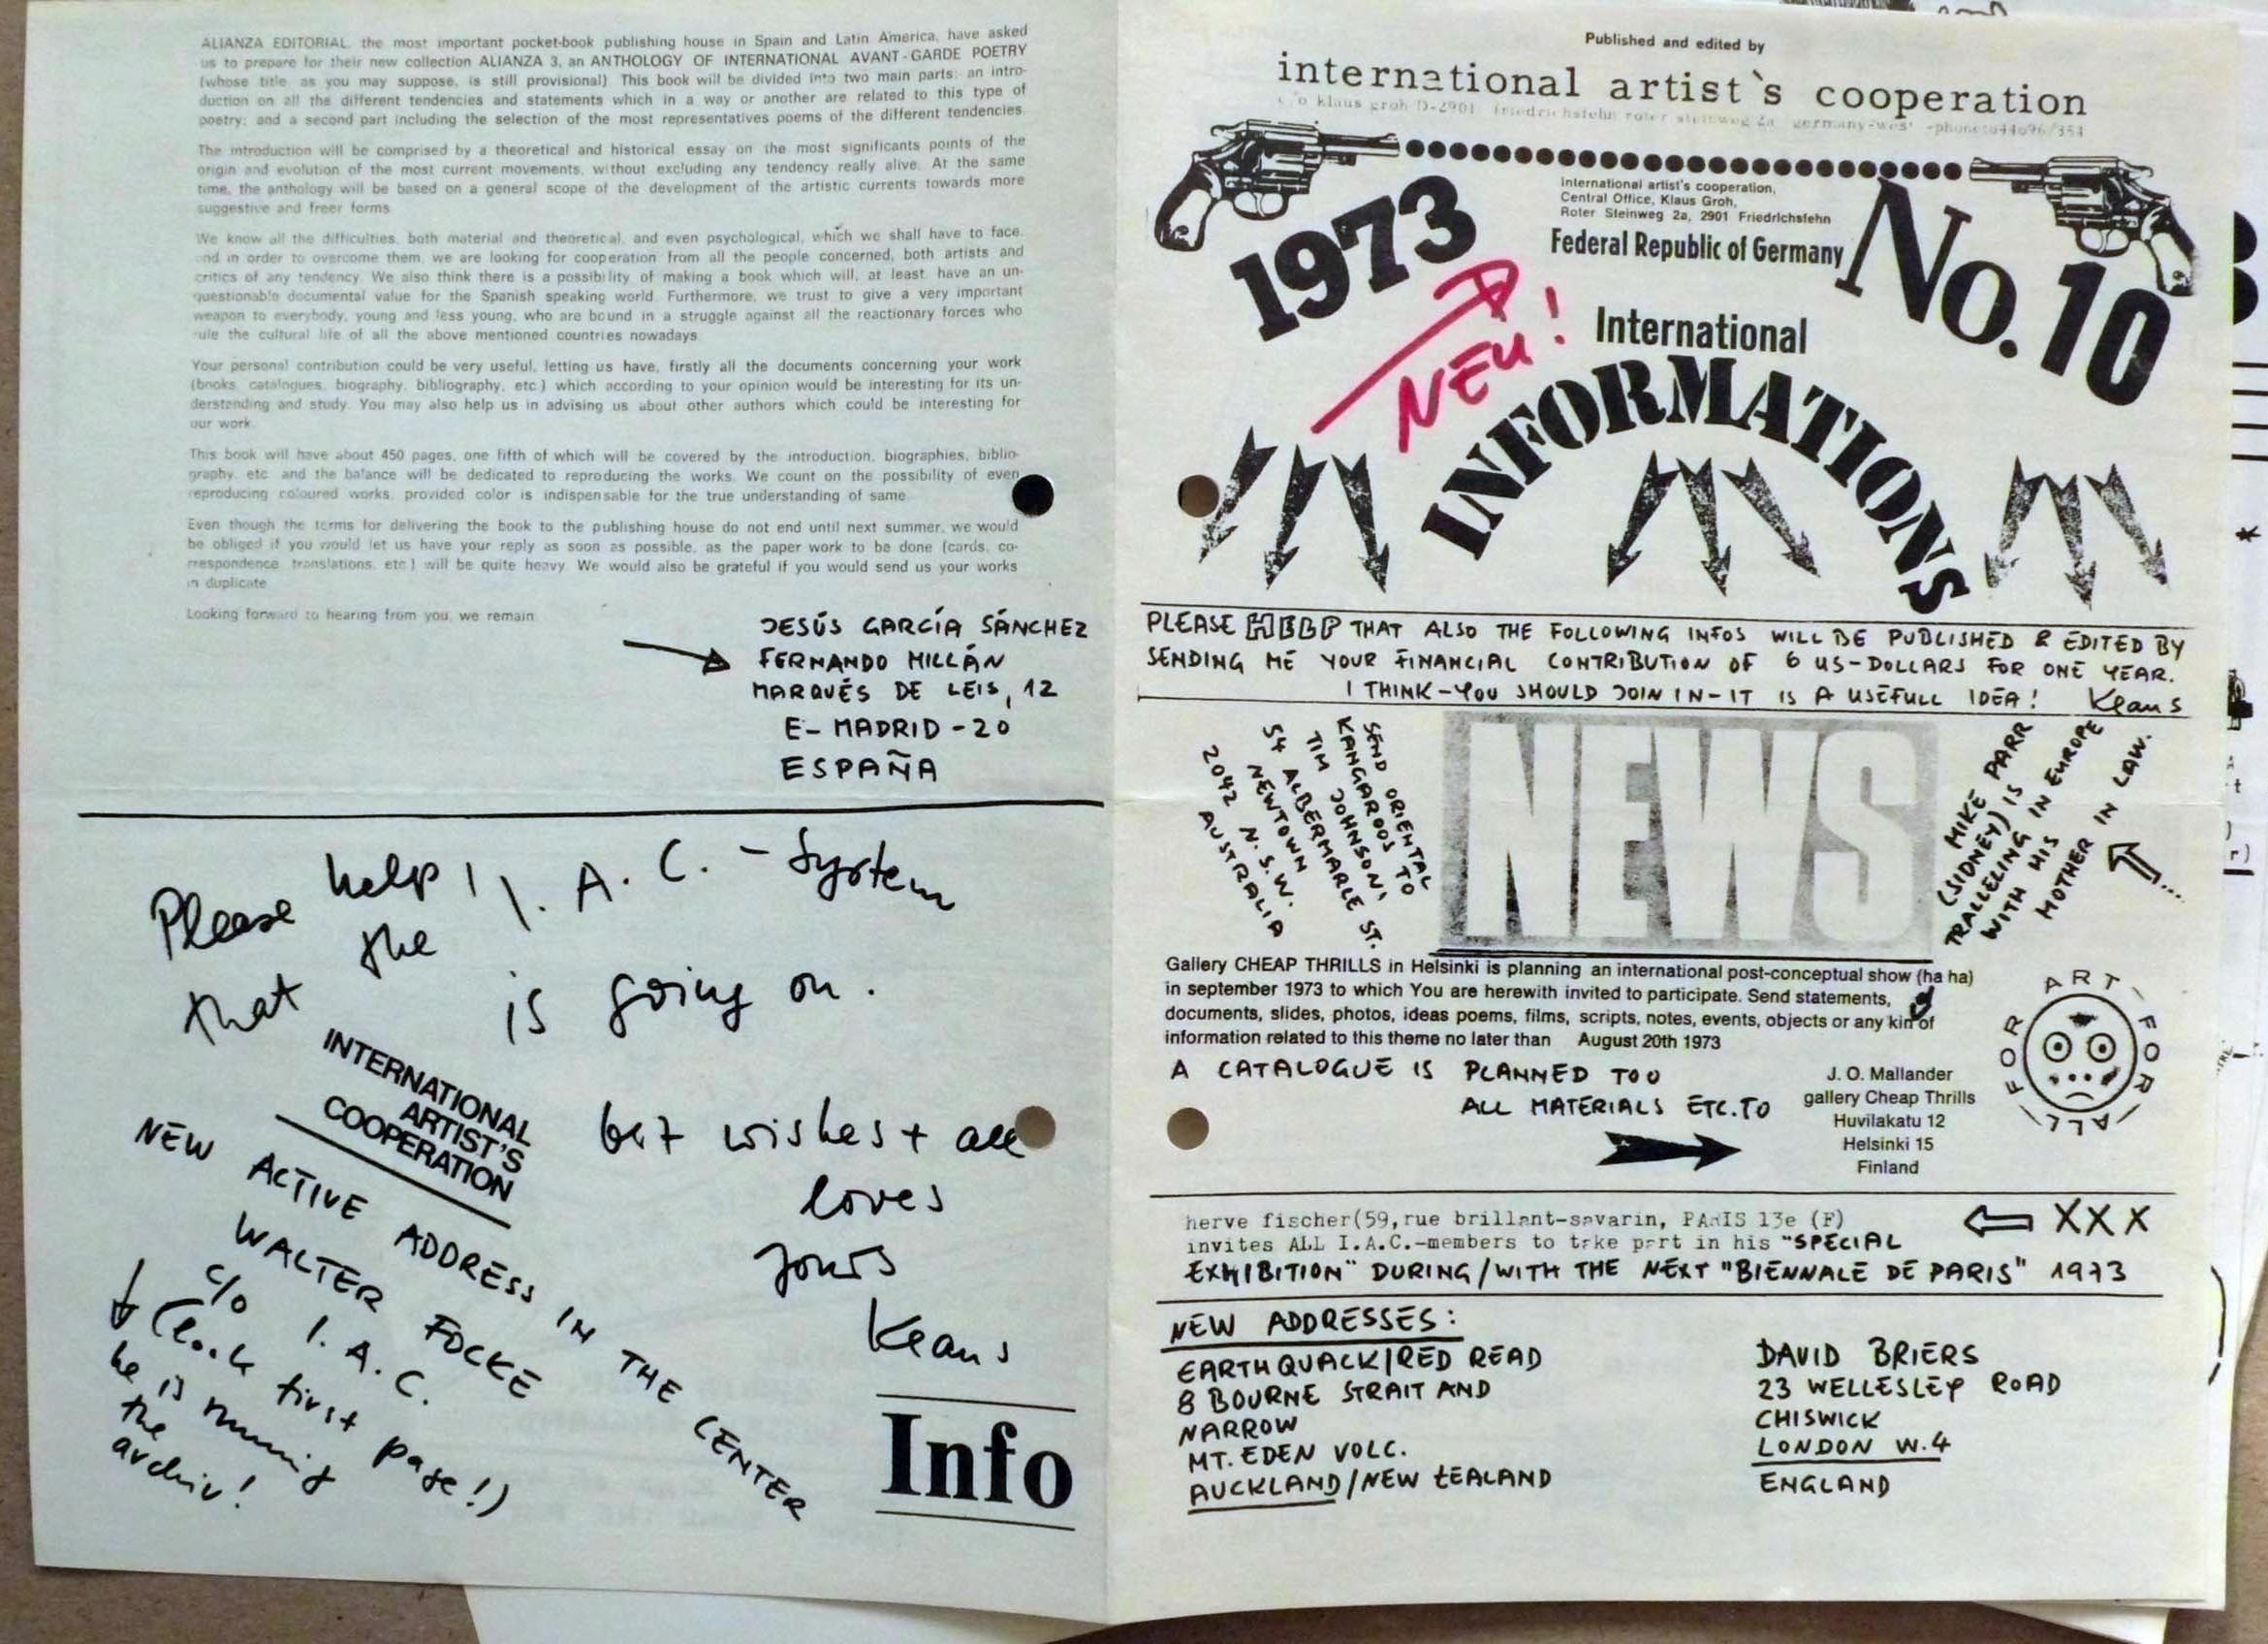 ALIANZA EDITORIAL, the most important pocket-book publishing house in Spain and Latin America, have asked
us to prepare for their new collection ALIANZA 3, an ANTHOLOGY OF INTERNATIONAL AVANT-GARDE POETRY
(whose title, as you may suppose, is still provisional) This book will be divided into two main parts: an intro-
duction on all the different tendencies and statements which in a way or another are related to this type of
poetry; and a second part including the selection of the most representatives poems of the different tendencies.
The introduction will be comprised by a theoretical and historical essay on the most significants points of the
origin and evolution of the most current movements, without excluding any tendency really alive. At the same
time, the anthology will be based on a general scope of the development of the artistic currents towards more
suggestive and freer forms
We know all the difficulties, both material and theoretical, and even psychological, which we shall have to face,
and in order to overcome them, we are looking for cooperation from all the people concerned, both artists and
critics of any tendency. We also think there is a possibility of making a book which will, at least, have an un-
questionable documental value for the Spanish speaking world. Furthermore, we trust to give a very important
weapon to everybody, young and less young, who are bound in a struggle against all the reactionary forces who
rule the cultural life of all the above mentioned countries nowadays
Your personal contribution could be very useful, letting us have, firstly all the documents concerning your work
(books, catalogues, biography, bibliography, etc.) which according to your opinion would be interesting for its un-
derstanding and study. You may also help us in advising us about other authors which could be interesting for
our work.
This book will have about 450 pages, one fifth of which will be covered by the introduction, biographies, biblio-
graphy, etc. and the balance will be dedicated to reproducing the works. We count on the possibility of even
reproducing coloured works, provided color is indispensable for the true understanding of same.
Even though the terms for delivering the book to the publishing house do not end until next summer, we would
be obliged if you would let us have your reply as soon as possible, as the paper work to be done (cards, co-
rrespondence, translations, etc.) will be quite heavy. We would also be grateful if you would send us your works
in duplicate
Looking forward to hearing from you, we remain
JESÚS GARCÍA SÁNCHEZ
FERNANDO MILLÁN
MARQUÉS DE LEIS, 12
E- MADRID - 20
ESPAÑA
Please help!
that the I. A. C. - System
is going on.
INTERNATIONAL
ARTIST'S
COOPERATION
best wishes + all
loves
yours
Klaus
NEW ACTIVE ADDRESS IN THE CENTER
WALTER FOCKE
c/o I. A. C.
(look first page!)
he is running
the
archiv!
Info
Published and edited by
international artist`s cooperation
c/o klaus groh D-2901 friedrichsfehn roter steinweg 2a germany-west -phone:04486/354
1973
International artist's cooperation,
Central Office, Klaus Groh,
Roter Steinweg 2a, 2901 Friedrichsfehn
Federal Republic of Germany
No. 10
NEU!
International
INFORMATIONS
PLEASE HELP THAT ALSO THE FOLLOWING INFOS WILL BE PUBLISHED & EDITED BY
SENDING ME YOUR FINANCIAL CONTRIBUTION OF 6 US-DOLLARS FOR ONE YEAR.
I THINK - YOU SHOULD JOIN IN - IT IS A USEFULL IDEA! Klaus
SEND ORIENTAL
KANGAROOS TO
TIM JOHNSON,
54 ALBERMARLE ST.
NEWTOWN
2042 N.S.W.
AUSTRALIA
NEWS
MIKE PARR
(SIDNEY) IS
TRALLELING IN EUROPE
WITH HIS
MOTHER IN LAW.
Gallery CHEAP THRILLS in Helsinki is planning an international post-conceptual show (ha ha)
in september 1973 to which You are herewith invited to participate. Send statements,
documents, slides, photos, ideas poems, films, scripts, notes, events, objects or any kin of
information related to this theme no later than August 20th 1973
A CATALOGUE IS PLANNED TOO
ALL MATERIALS ETC. TO
J. O. Mallander
gallery Cheap Thrills
Huvilakatu 12
Helsinki 15
Finland
ART-FOR-ALL-FOR
herve fischer(59,rue brillant-savarin, PARIS 13e (F)
invites ALL I.A.C.-members to take part in his "SPECIAL
EXHIBITION" DURING/WITH THE NEXT "BIENNALE DE PARIS" 1973
XXX
NEW ADDRESSES:
EARTHQUACK/RED READ
8 BOURNE STRAIT AND
NARROW
MT. EDEN VOLC.
AUCKLAND/NEW ZEALAND
DAVID BRIERS
23 WELLESLEY ROAD
CHISWICK
LONDON W.4
ENGLAND